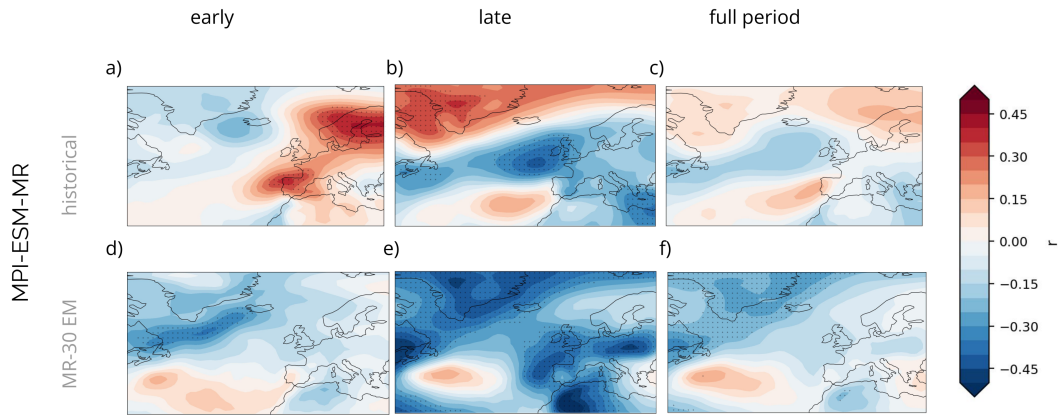 early late full period
a) b) c)
MPI-ESM-MR
historical
d) e) f)
MR-30 EM
0.45
0.30
0.15
0.00
−0.15
−0.30
−0.45
r